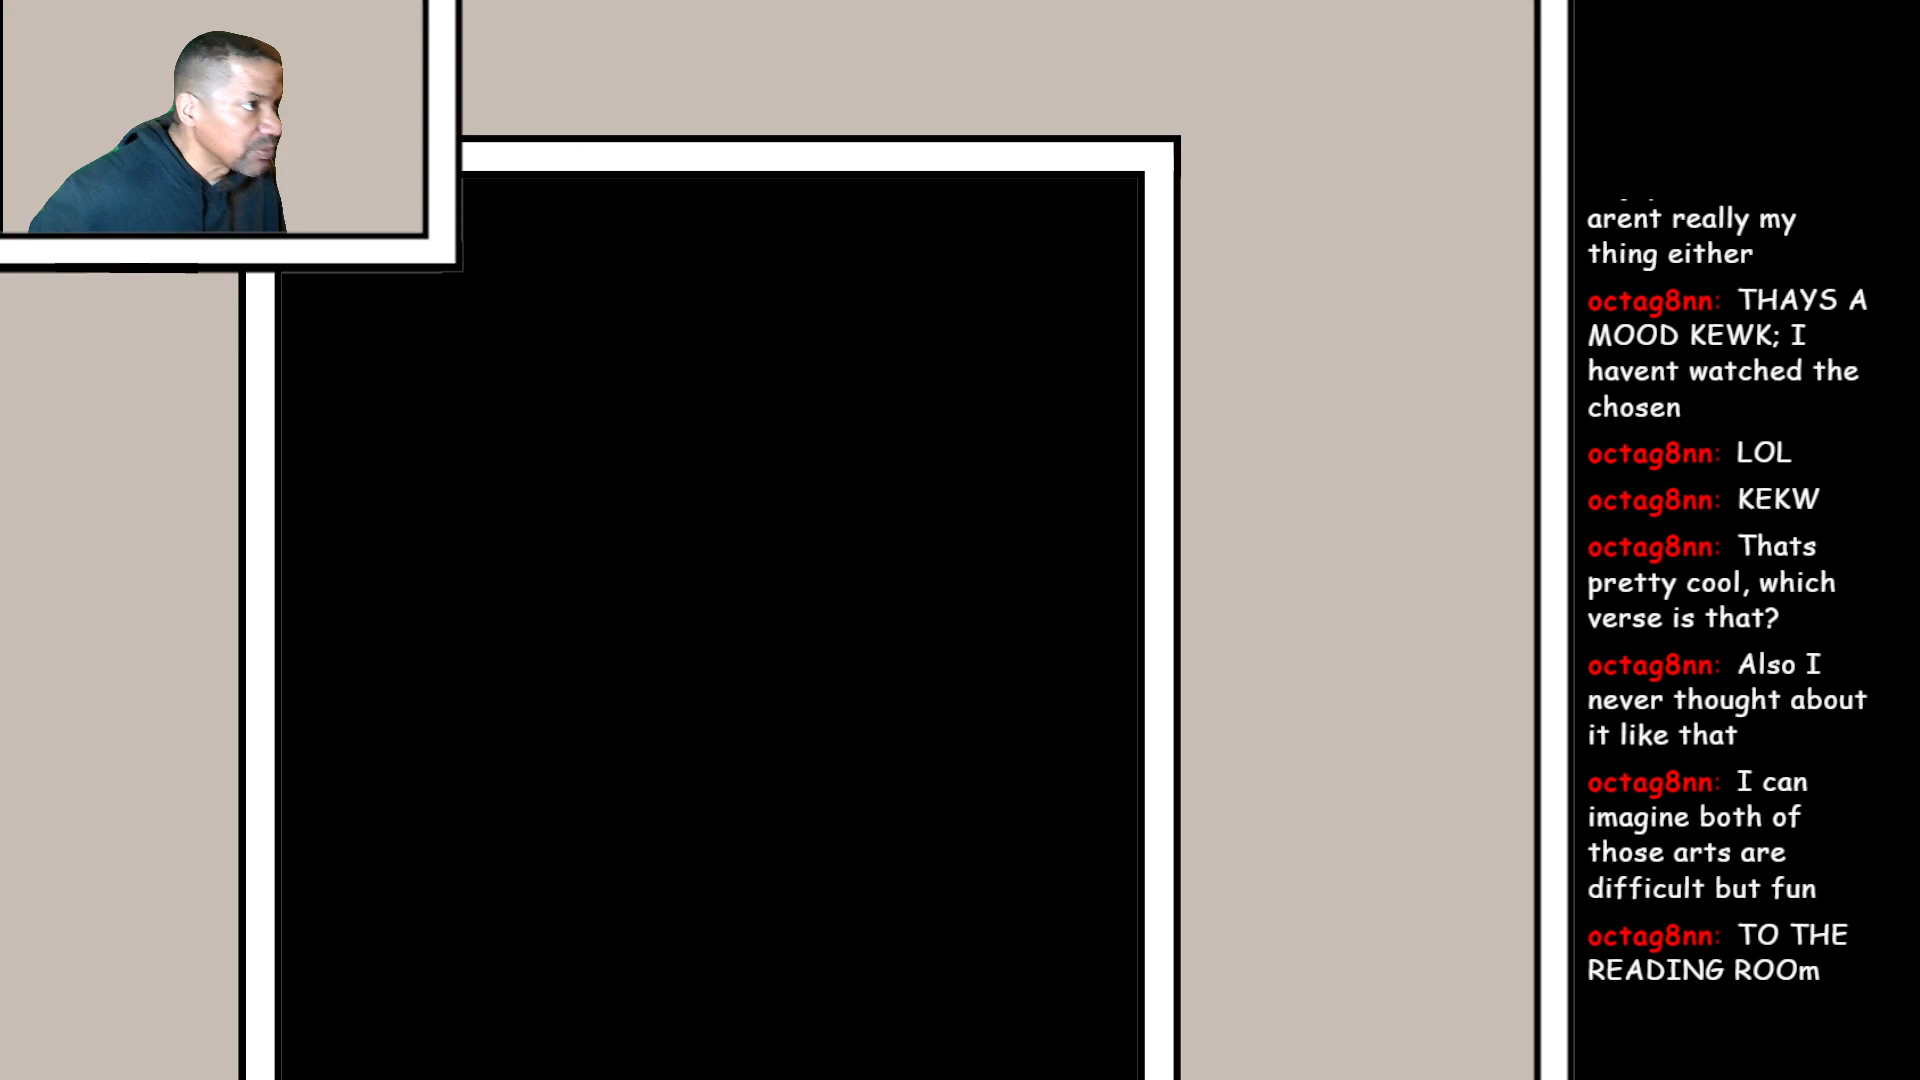 arent really my
thing either
octag8nn: THAYS A
MOOD KEWK; I
havent watched the
chosen
octag8nn: LOL
octag8nn: KEKW
octag8nn: Thats
pretty cool, which
verse is that?
octag8nn: Also I
never thought about
it like that
octag8nn: I can
imagine both of
those arts are
difficult but fun
octag8nn: TO THE
READING ROOm